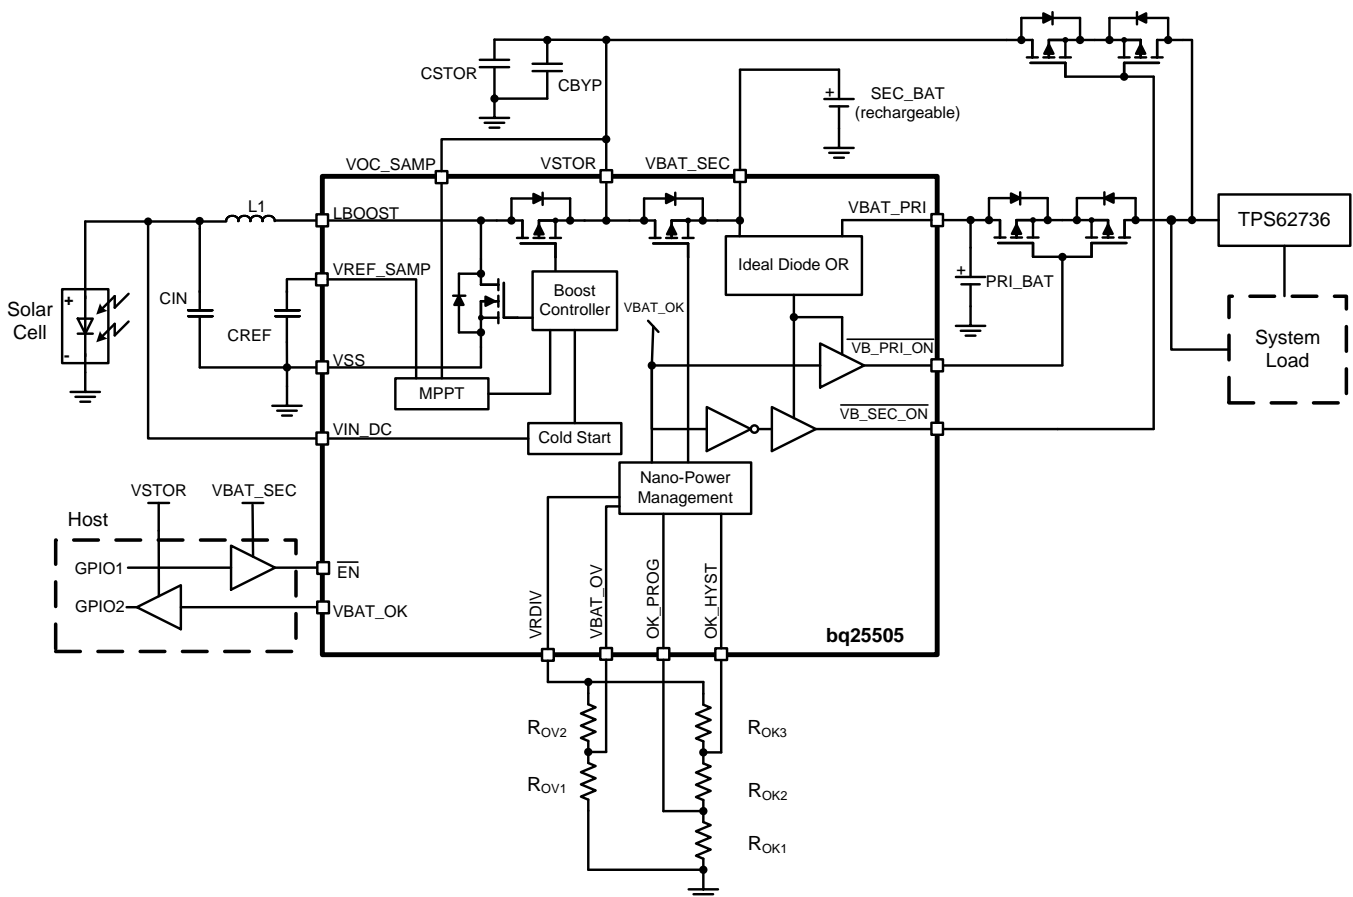 CSTOR
CBYP
SEC_BAT
(rechargeable)
VOC_SAMP
VSTOR
VBAT_SEC
L1
LBOOST
VBAT_PRI
TPS62736
Ideal Diode OR
VREF_SAMP
Boost
Controller
PRI_BAT
CIN
Solar
Cell
+
-
CREF
VBAT_OK
System
Load
VSS
MPPT
VB_PRI_ON
VB_SEC_ON
VIN_DC
Cold Start
Nano-Power
Management
VSTOR
VBAT_SEC
Host
GPIO1
EN
GPIO2
VBAT_OK
VRDIV
VBAT_OV
OK_PROG
OK_HYST
bq25505
+
+
ROV2
ROK3
ROV1
ROK2
ROK1